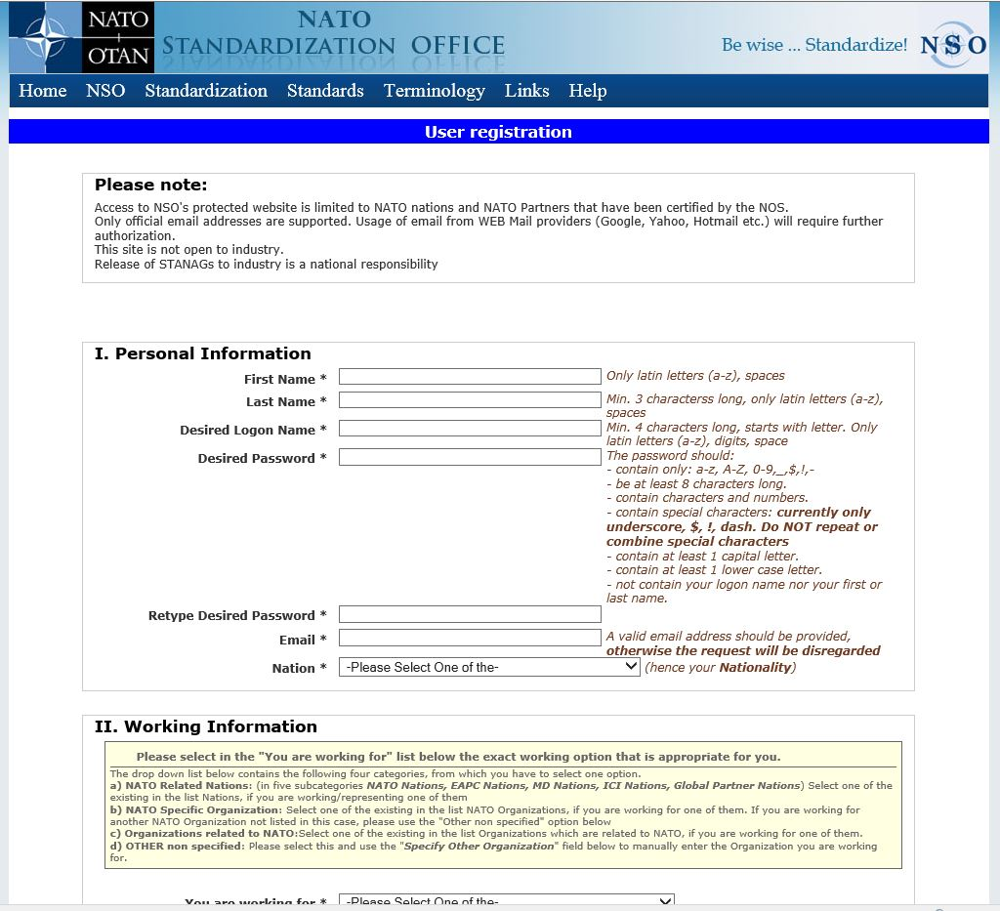 NATO
OTAN
NATO
STANDARDIZATION OFFICE
Be wise ... Standardize!
NSO
Home NSO Standardization Standards Terminology Links Help
User registration
Please note:
Access to NSO's protected website is limited to NATO nations and NATO Partners that have been certified by the NOS.
Only official email addresses are supported. Usage of email from WEB Mail providers (Google, Yahoo, Hotmail etc.) will require further
authorization.
This site is not open to industry.
Release of STANAGs to industry is a national responsibility
I. Personal Information
First Name *
Only latin letters (a-z), spaces
Last Name *
Min. 3 characterss long, only latin letters (a-z),
spaces
Desired Logon Name *
Min. 4 characters long, starts with letter. Only
latin letters (a-z), digits, space
Desired Password *
The password should:
- contain only: a-z, A-Z, 0-9,_,$,!,-
- be at least 8 characters long.
- contain characters and numbers.
- contain special characters: currently only
underscore, $, !, dash. Do NOT repeat or
combine special characters
- contain at least 1 capital letter.
- contain at least 1 lower case letter.
- not contain your logon name nor your first or
last name.
Retype Desired Password *
Email *
A valid email address should be provided,
otherwise the request will be disregarded
Nation *
-Please Select One of the-
(hence your Nationality)
II. Working Information
Please select in the "You are working for" list below the exact working option that is appropriate for you.
The drop down list below contains the following four categories, from which you have to select one option.
a) NATO Related Nations: (in five subcategories NATO Nations, EAPC Nations, MD Nations, ICI Nations, Global Partner Nations) Select one of the
existing in the list Nations, if you are working/representing one of them
b) NATO Specific Organization: Select one of the existing in the list NATO Organizations, if you are working for one of them. If you are working for
another NATO Organization not listed in this case, please use the "Other non specified" option below
c) Organizations related to NATO:Select one of the existing in the list Organizations which are related to NATO, if you are working for one of them.
d) OTHER non specified: Please select this and use the "Specify Other Organization" field below to manually enter the Organization you are working
for.
You are working for *
-Please Select One of the-